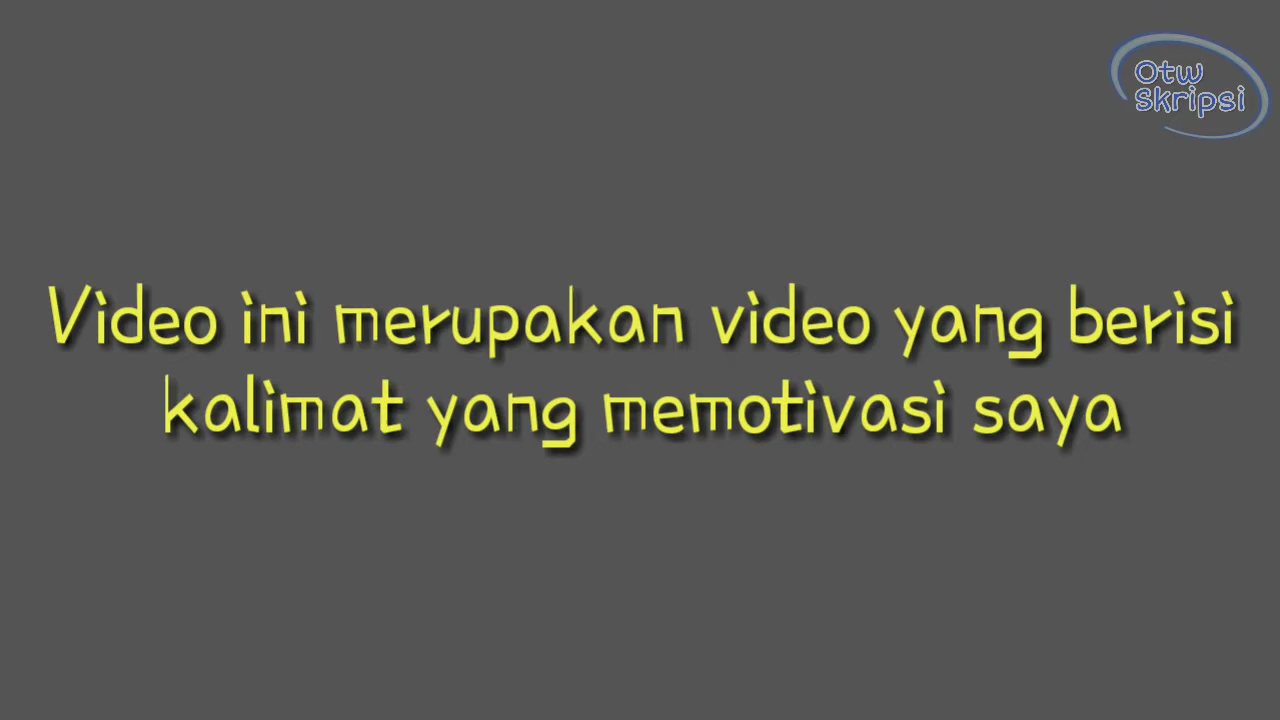 Otw
skripsi
Video ini merupakan video yang berisi
kalimat yang memotivasi saya